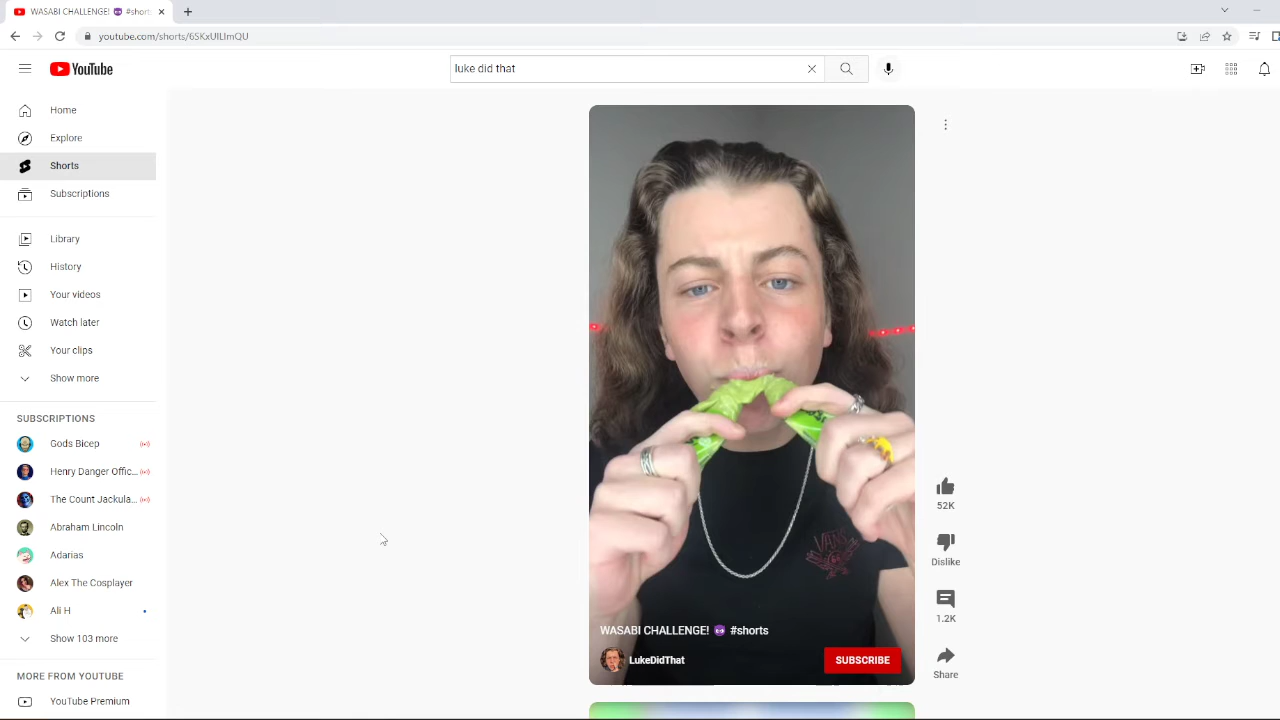 WASABI CHALLENGE! 😈 #short
youtube.com/shorts/6SKxUlLlmQU
YouTube
luke did that
Home
Explore
Shorts
Subscriptions
Library
History
Your videos
Watch later
Your clips
Show more
SUBSCRIPTIONS
Gods Bicep
Henry Danger Offic...
The Count Jackula...
Abraham Lincoln
Adarias
Alex The Cosplayer
Ali H
Show 103 more
MORE FROM YOUTUBE
YouTube Premium
VANS
WASABI CHALLENGE! 😈 #shorts
LukeDidThat
SUBSCRIBE
52K
Dislike
1.2K
Share